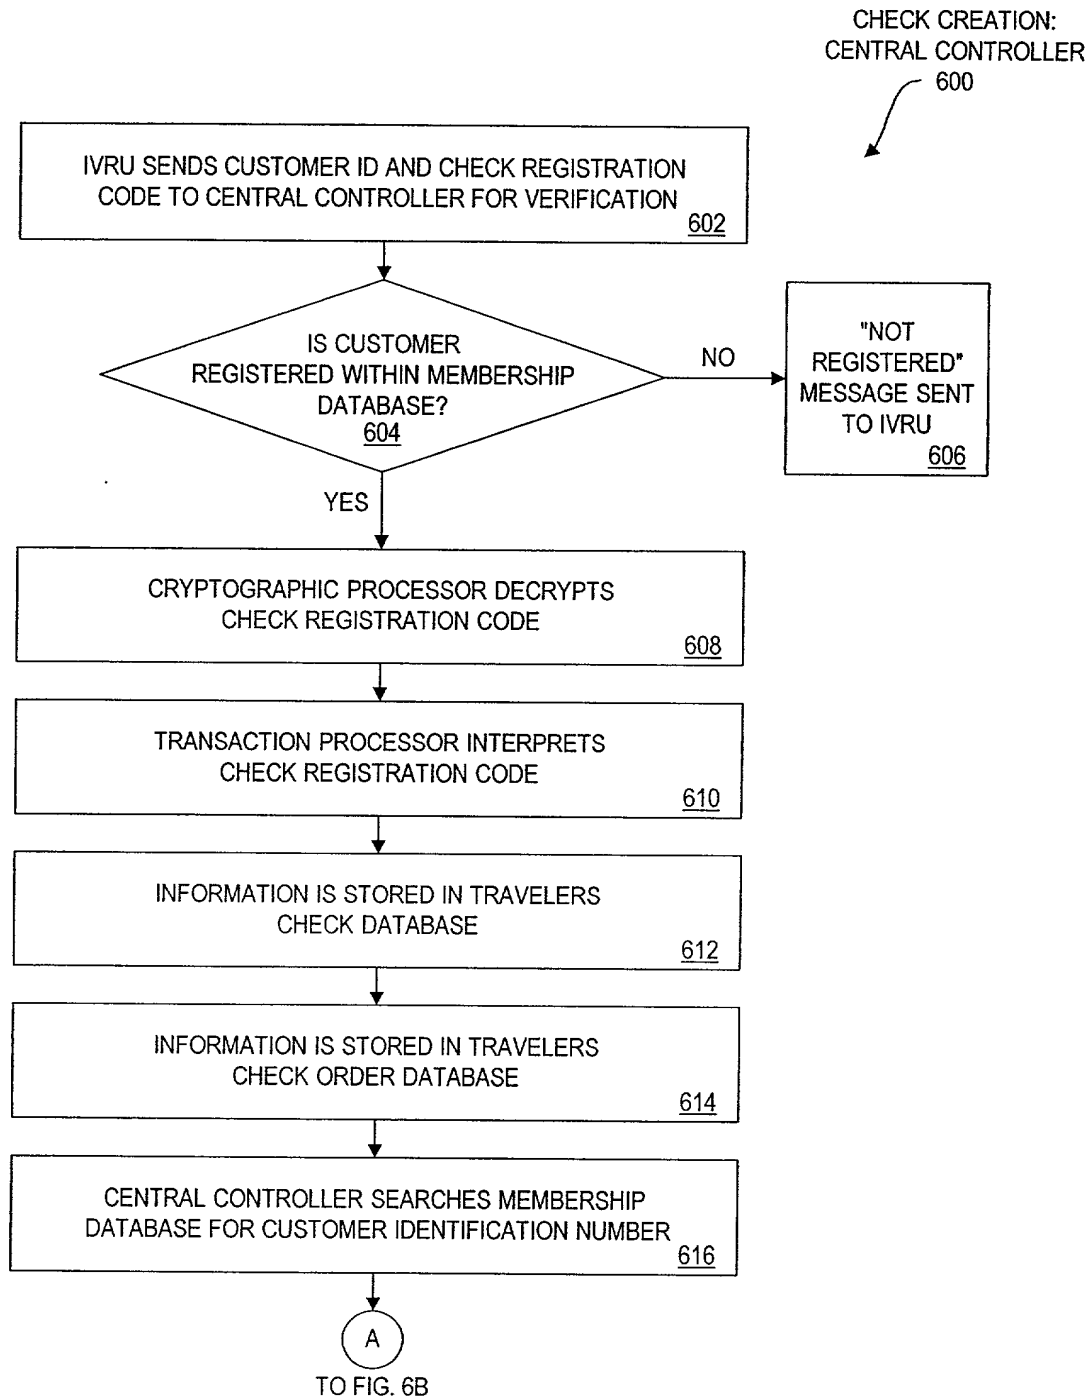 CHECK CREATION:
CENTRAL CONTROLLER
600
IVRU SENDS CUSTOMER ID AND CHECK REGISTRATION
CODE TO CENTRAL CONTROLLER FOR VERIFICATION
602
IS CUSTOMER
REGISTERED WITHIN MEMBERSHIP
DATABASE?
604
NO
"NOT
REGISTERED"
MESSAGE SENT
TO IVRU
606
YES
CRYPTOGRAPHIC PROCESSOR DECRYPTS
CHECK REGISTRATION CODE
608
TRANSACTION PROCESSOR INTERPRETS
CHECK REGISTRATION CODE
610
INFORMATION IS STORED IN TRAVELERS
CHECK DATABASE
612
INFORMATION IS STORED IN TRAVELERS
CHECK ORDER DATABASE
614
CENTRAL CONTROLLER SEARCHES MEMBERSHIP
DATABASE FOR CUSTOMER IDENTIFICATION NUMBER
616
A
TO FIG. 6B